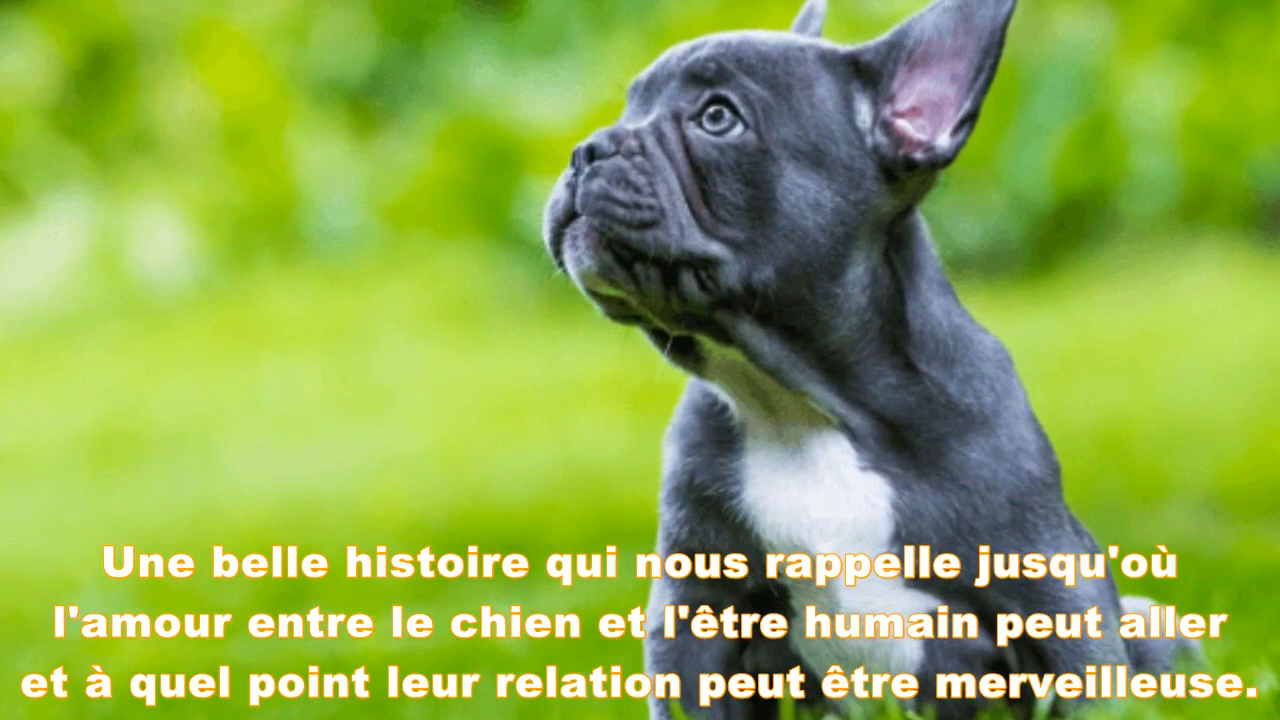 Une belle histoire qui nous rappelle jusqu'où
l'amour entre le chien et l'être humain peut aller
et à quel point leur relation peut être merveilleuse.